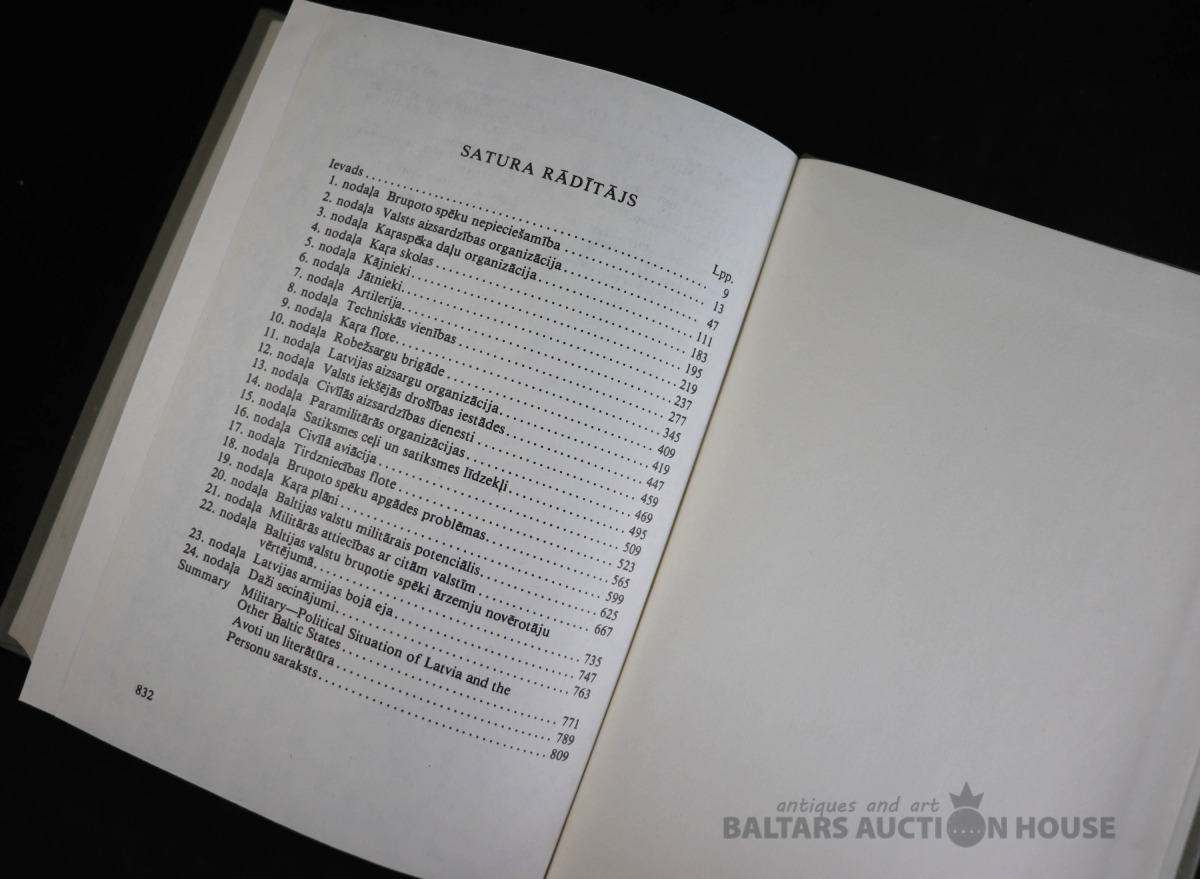 SATURA RĀDĪTĀJS
Lpp.
Ievads 9
1. nodaļa Bruņoto spēku nepieciešamība 13
2. nodaļa Valsts aizsardzības organizācija 47
3. nodaļa Kaŗaspēka daļu organizācija 111
4. nodaļa Kaŗa skolas 183
5. nodaļa Kājnieki 195
6. nodaļa Jātnieki 219
7. nodaļa Artilerija 237
8. nodaļa Techniskās vienības 277
9. nodaļa Kaŗa flote 345
10. nodaļa Robežsargu brigāde 409
11. nodaļa Latvijas aizsargu organizācija 419
12. nodaļa Valsts iekšējās drošības iestādes 447
13. nodaļa Civīlās aizsardzības dienesti 459
14. nodaļa Paramilitārās organizācijas 469
15. nodaļa Satiksmes ceļi un satiksmes līdzekļi 495
16. nodaļa Civīlā aviācija 509
17. nodaļa Tirdzniecības flote 523
18. nodaļa Bruņoto spēku apgādes problēmas 565
19. nodaļa Kaŗa plāni 599
20. nodaļa Baltijas valstu militārais potenciālis 625
21. nodaļa Militārās attiecības ar citām valstīm 667
22. nodaļa Baltijas valstu bruņotie spēki ārzemju novērotāju
vērtējumā 735
23. nodaļa Latvijas armijas bojā eja 747
24. nodaļa Daži secinājumi 763
Summary Military—Political Situation of Latvia and the
Other Baltic States 771
Avoti un literātūra 789
Personu saraksts 809
832
antiques and art
BALTARS AUCTION HOUSE